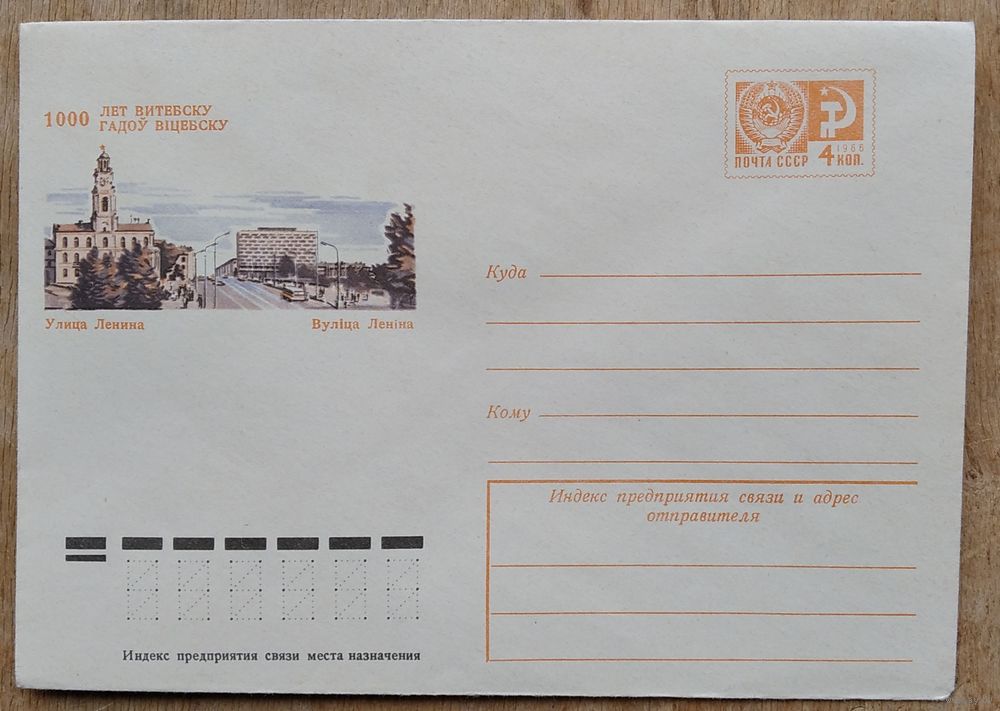 1000 ЛЕТ ВИТЕБСКУ
ГАДОЎ ВІЦЕБСКУ
Улица Ленина
Вуліца Леніна
1966
ПОЧТА СССР 4 КОП.
Куда
Кому
Индекс предприятия связи и адрес
отправителя
Индекс предприятия связи места назначения